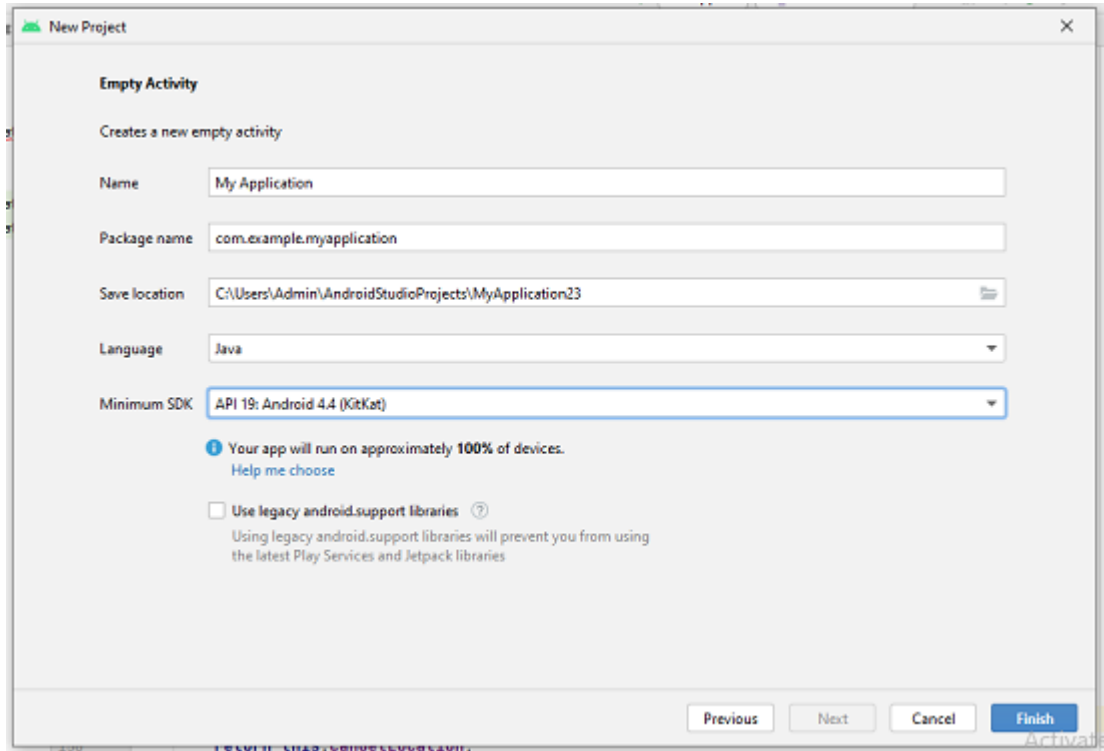 New Project
Empty Activity
Creates a new empty activity
Name My Application
Package name com.example.myapplication
Save location C:\Users\Admin\AndroidStudioProjects\MyApplication23
Language Java
Minimum SDK API 19: Android 4.4 (KitKat)
Your app will run on approximately 100% of devices.
Help me choose
Use legacy android.support libraries ?
Using legacy android.support libraries will prevent you from using
the latest Play Services and Jetpack libraries
Previous Next Cancel Finish
Activate